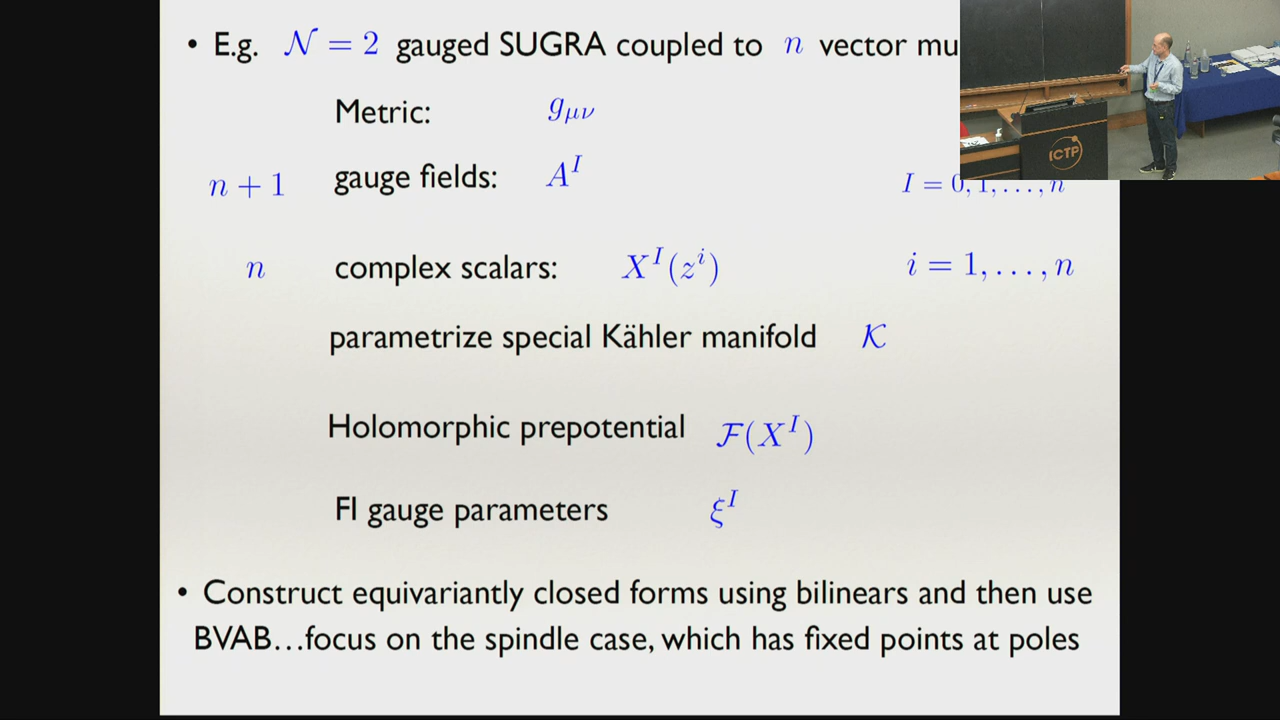 • E.g. 𝒩 = 2 gauged SUGRA coupled to n vector mu
Metric: g_{μν}
n + 1 gauge fields: A^I I = 0, 1, . . . , n
n complex scalars: X^I(z^i) i = 1, . . . , n
parametrize special Kähler manifold 𝒦
Holomorphic prepotential ℱ(X^I)
FI gauge parameters ξ^I
• Construct equivariantly closed forms using bilinears and then use
BVAB…focus on the spindle case, which has fixed points at poles
ICTP